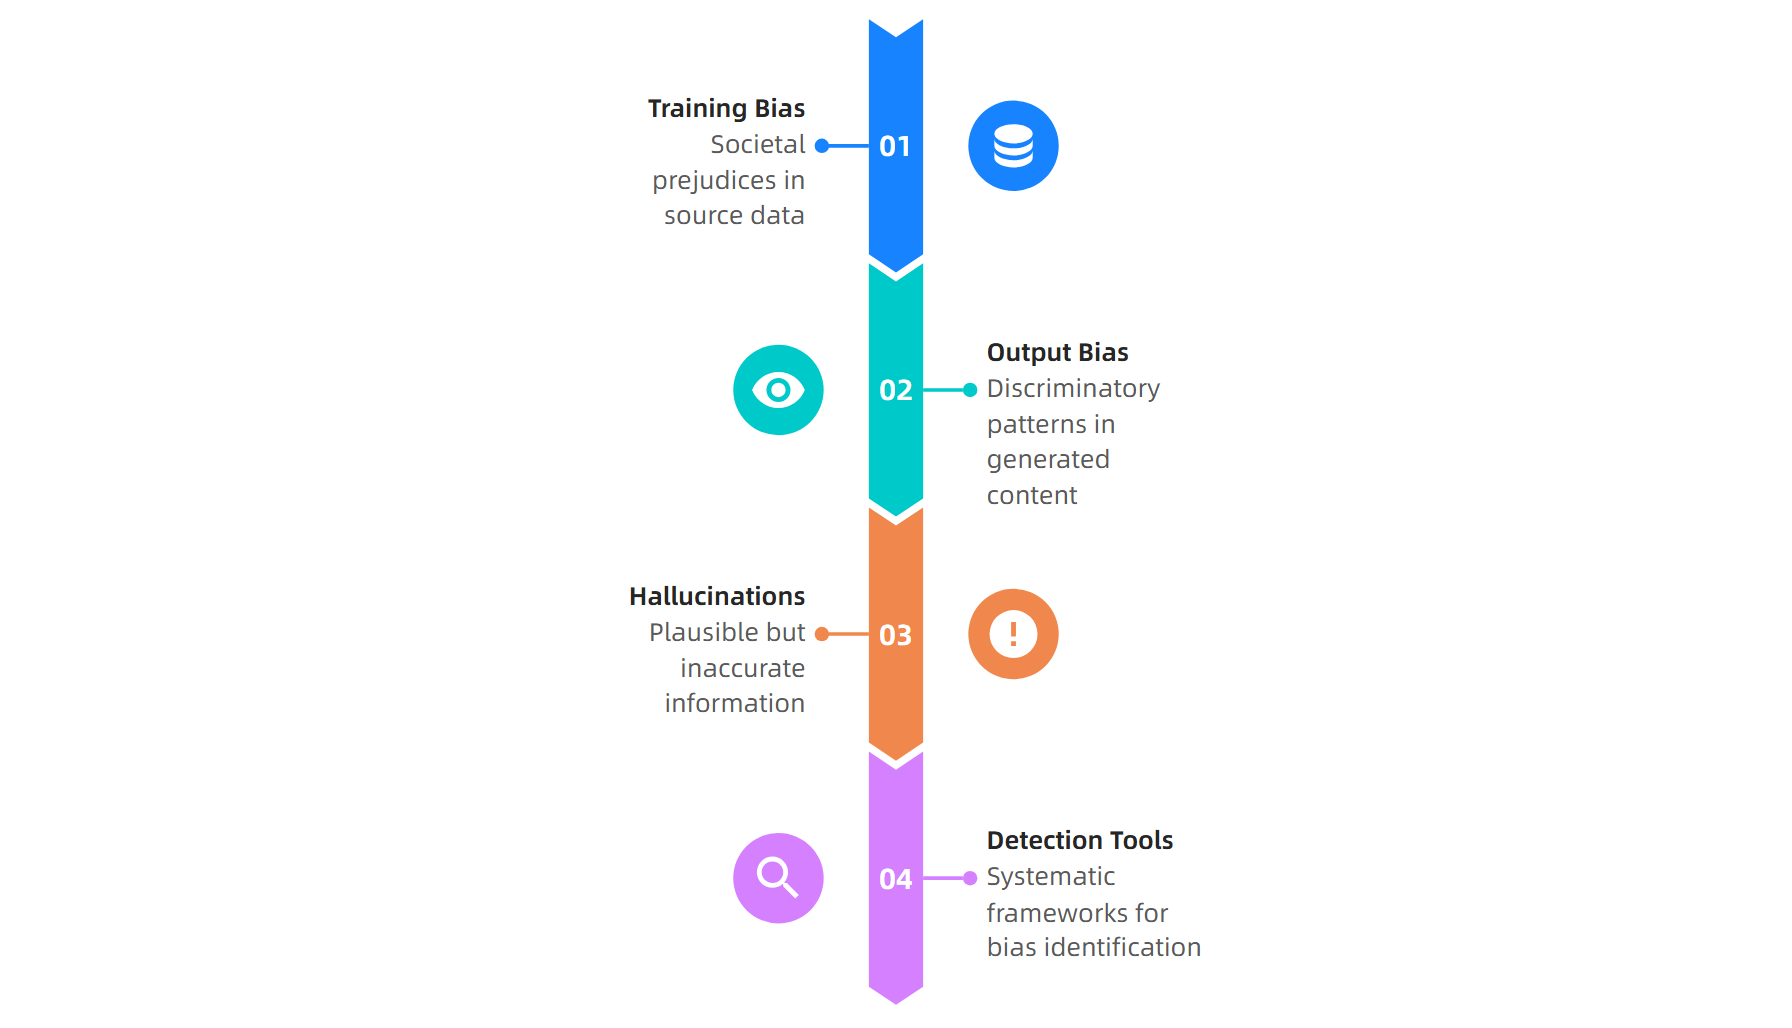 Training Bias
Societal
prejudices in
source data
01
02
Output Bias
Discriminatory
patterns in
generated
content
Hallucinations
Plausible but
inaccurate
information
03
04
Detection Tools
Systematic
frameworks for
bias identification